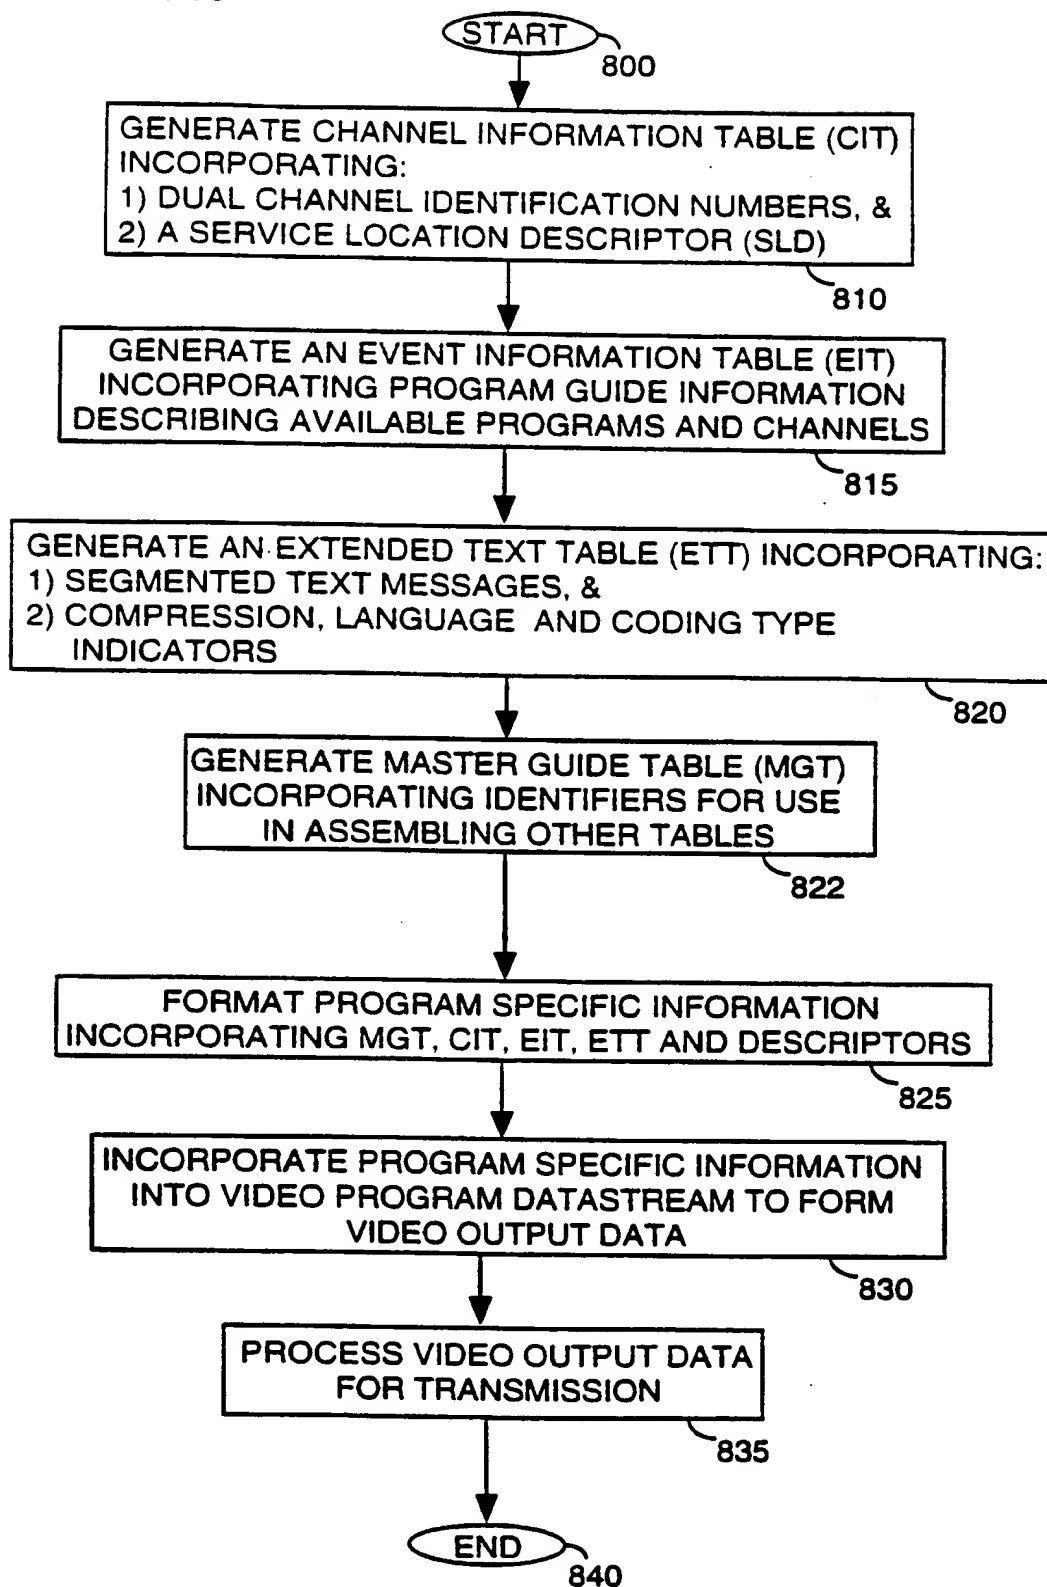 START
800
GENERATE CHANNEL INFORMATION TABLE (CIT)
INCORPORATING:
1) DUAL CHANNEL IDENTIFICATION NUMBERS, &
2) A SERVICE LOCATION DESCRIPTOR (SLD)
810
GENERATE AN EVENT INFORMATION TABLE (EIT)
INCORPORATING PROGRAM GUIDE INFORMATION
DESCRIBING AVAILABLE PROGRAMS AND CHANNELS
815
GENERATE AN EXTENDED TEXT TABLE (ETT) INCORPORATING:
1) SEGMENTED TEXT MESSAGES, &
2) COMPRESSION, LANGUAGE AND CODING TYPE
INDICATORS
820
GENERATE MASTER GUIDE TABLE (MGT)
INCORPORATING IDENTIFIERS FOR USE
IN ASSEMBLING OTHER TABLES
822
FORMAT PROGRAM SPECIFIC INFORMATION
INCORPORATING MGT, CIT, EIT, ETT AND DESCRIPTORS
825
INCORPORATE PROGRAM SPECIFIC INFORMATION
INTO VIDEO PROGRAM DATASTREAM TO FORM
VIDEO OUTPUT DATA
830
PROCESS VIDEO OUTPUT DATA
FOR TRANSMISSION
835
END
840